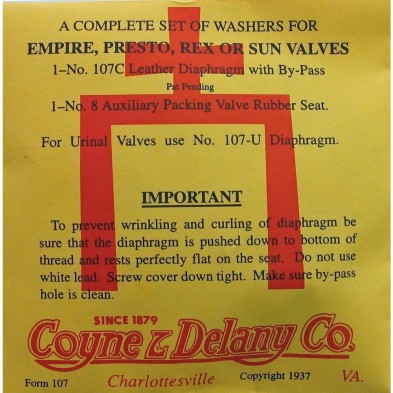 A COMPLETE SET OF WASHERS FOR
EMPIRE, PRESTO, REX OR SUN VALVES
1–No. 107C Leather Diaphragm with By-Pass
Pat Pending
1–No. 8 Auxiliary Packing Valve Rubber Seat.
For Urinal Valves use No. 107-U Diaphragm.
IMPORTANT
To prevent wrinkling and curling of diaphragm be
sure that the diaphragm is pushed down to bottom of
thread and rests perfectly flat on the seat. Do not use
white lead. Screw cover down tight. Make sure by-pass
hole is clean.
SINCE 1879
Coyne & Delany Co.
Form 107 Charlottesville Copyright 1937 VA.